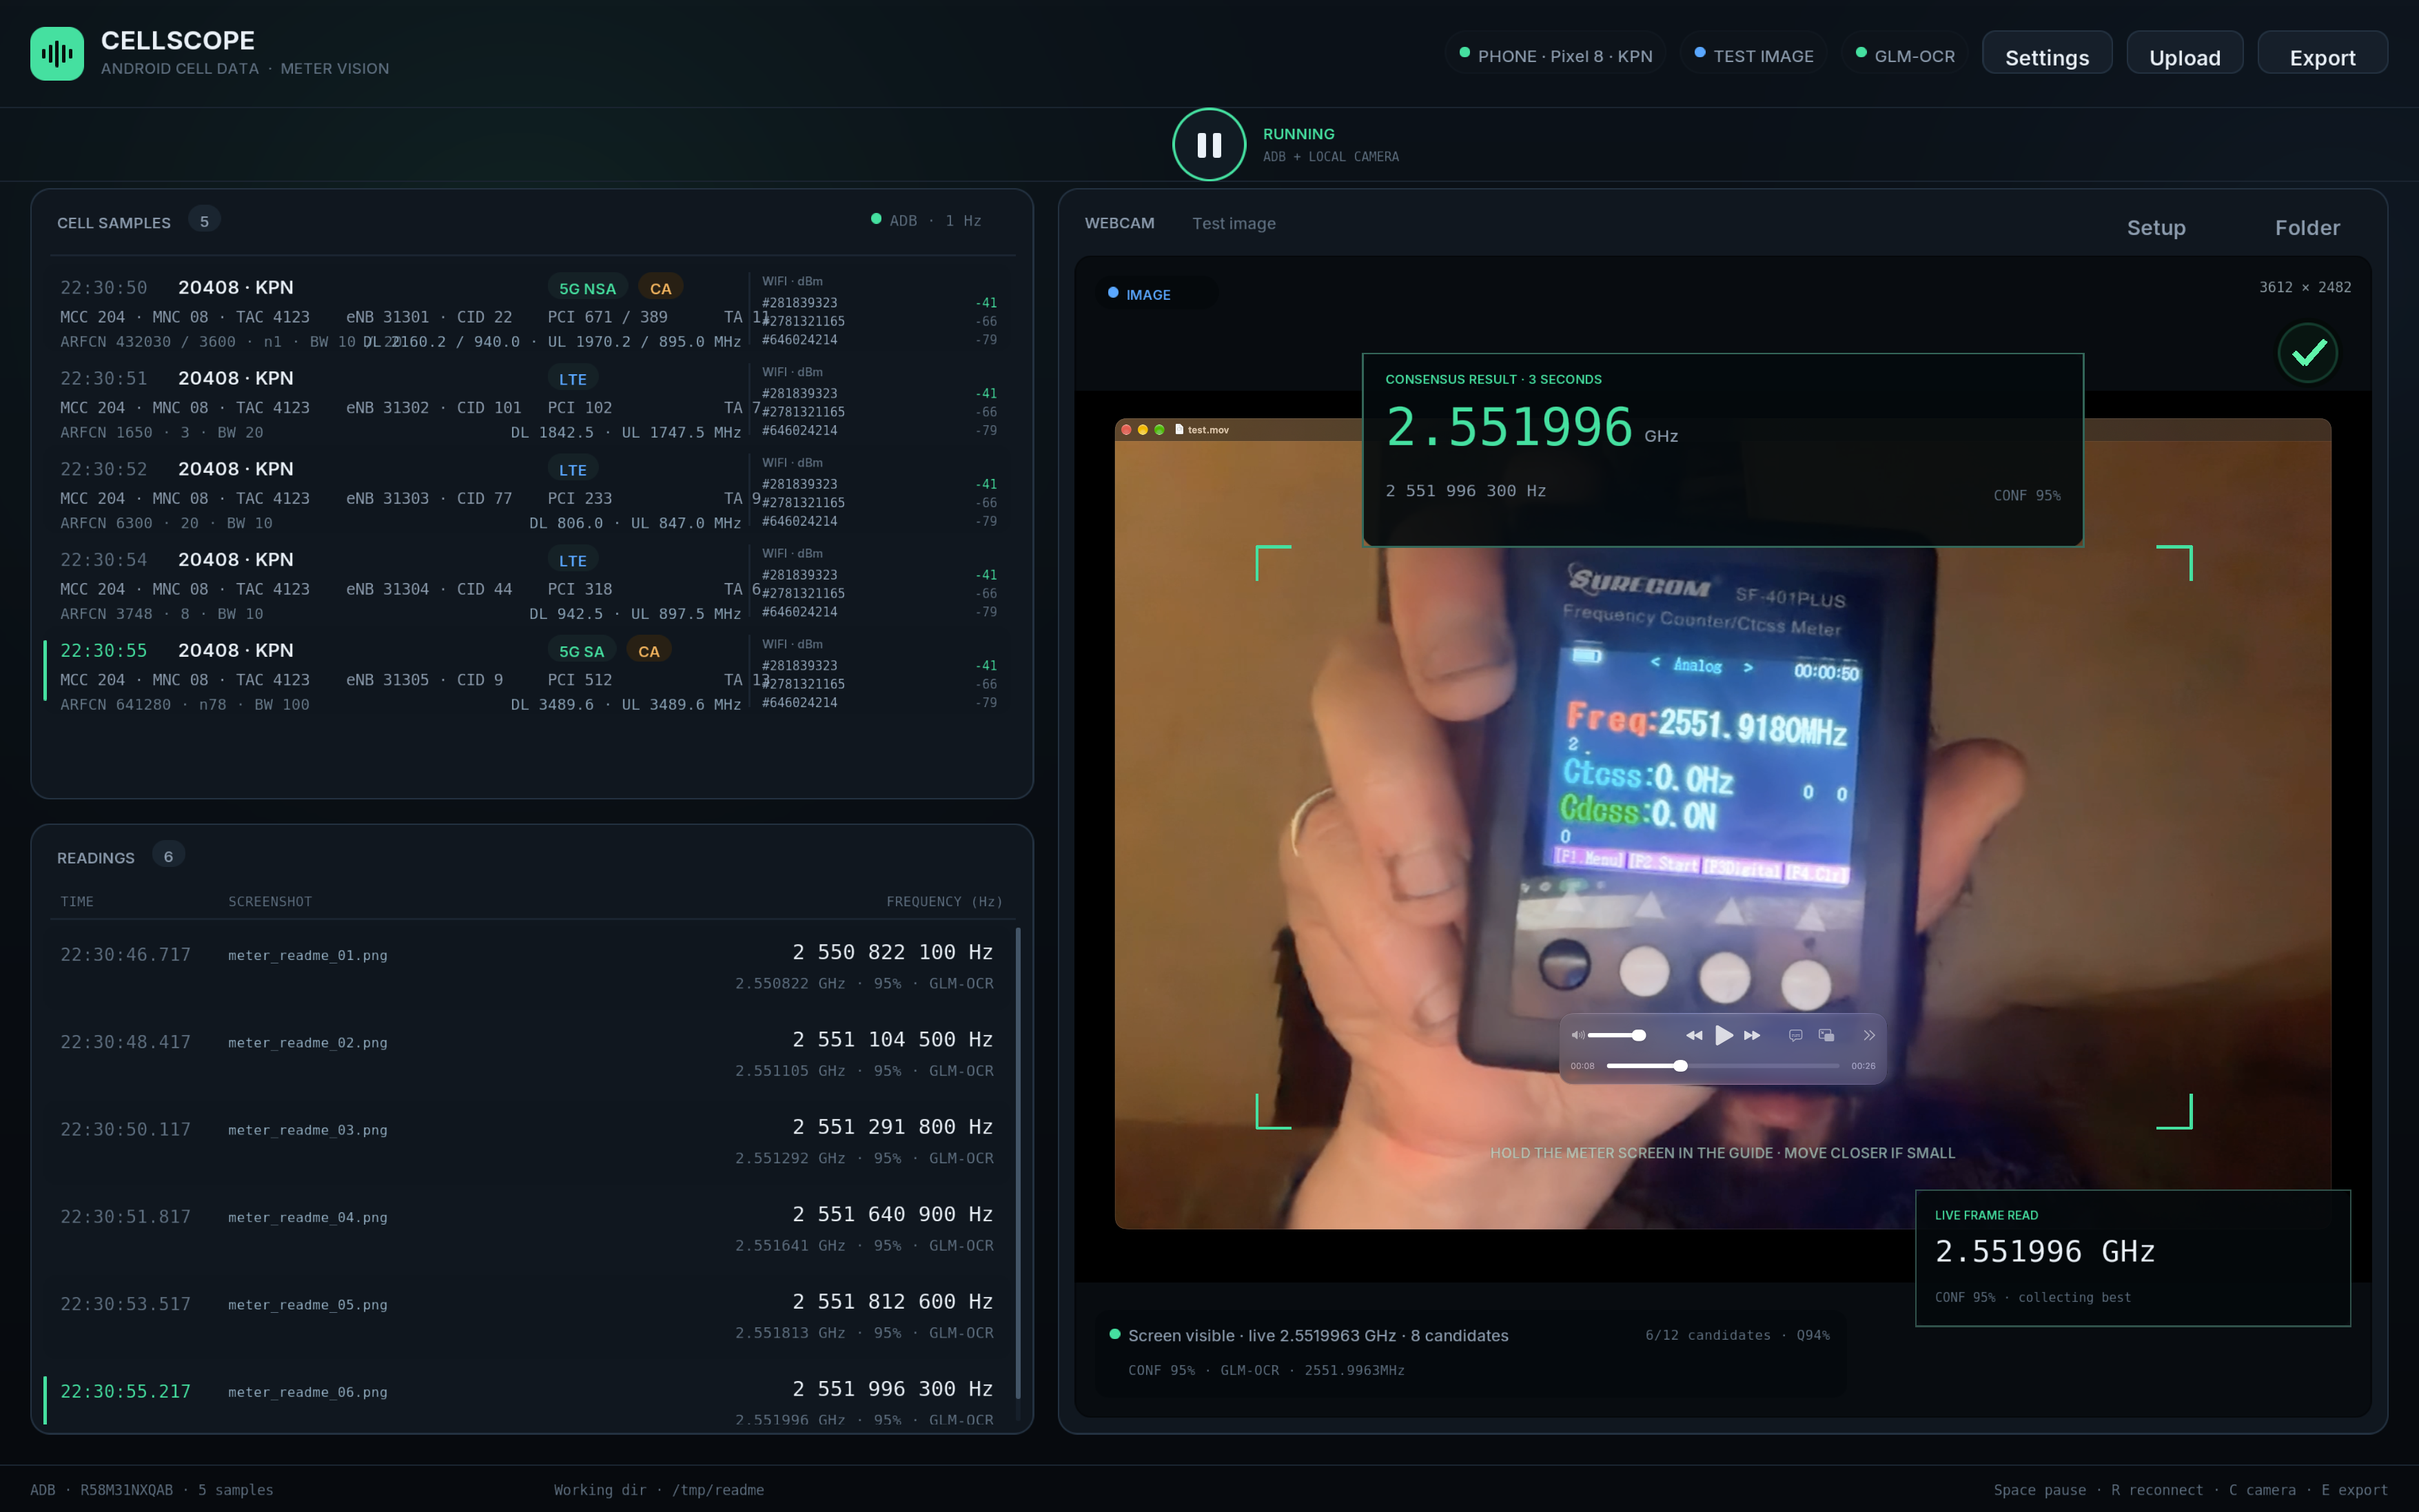 CELLSCOPE
ANDROID CELL DATA · METER VISION
PHONE · Pixel 8 · KPN
TEST IMAGE
GLM-OCR
Settings
Upload
Export
RUNNING
ADB + LOCAL CAMERA
CELL SAMPLES 5
ADB · 1 Hz
22:30:50 20408 · KPN 5G NSA CA
MCC 204 · MNC 08 · TAC 4123 eNB 31301 · CID 22 PCI 671 / 389 TA 11
ARFCN 432030 / 3600 · n1 · BW 10 / 20 DL 2160.2 / 940.0 · UL 1970.2 / 895.0 MHz
WIFI · dBm
#281839323 -41
#2781321165 -66
#646024214 -79
22:30:51 20408 · KPN LTE
MCC 204 · MNC 08 · TAC 4123 eNB 31302 · CID 101 PCI 102 TA 7
ARFCN 1650 · 3 · BW 20 DL 1842.5 · UL 1747.5 MHz
WIFI · dBm
#281839323 -41
#2781321165 -66
#646024214 -79
22:30:52 20408 · KPN LTE
MCC 204 · MNC 08 · TAC 4123 eNB 31303 · CID 77 PCI 233 TA 9
ARFCN 6300 · 20 · BW 10 DL 806.0 · UL 847.0 MHz
WIFI · dBm
#281839323 -41
#2781321165 -66
#646024214 -79
22:30:54 20408 · KPN LTE
MCC 204 · MNC 08 · TAC 4123 eNB 31304 · CID 44 PCI 318 TA 6
ARFCN 3748 · 8 · BW 10 DL 942.5 · UL 897.5 MHz
WIFI · dBm
#281839323 -41
#2781321165 -66
#646024214 -79
22:30:55 20408 · KPN 5G SA CA
MCC 204 · MNC 08 · TAC 4123 eNB 31305 · CID 9 PCI 512 TA 13
ARFCN 641280 · n78 · BW 100 DL 3489.6 · UL 3489.6 MHz
WIFI · dBm
#281839323 -41
#2781321165 -66
#646024214 -79
READINGS 6
TIME SCREENSHOT FREQUENCY (Hz)
22:30:46.717 meter_readme_01.png 2 550 822 100 Hz
2.550822 GHz · 95% · GLM-OCR
22:30:48.417 meter_readme_02.png 2 551 104 500 Hz
2.551105 GHz · 95% · GLM-OCR
22:30:50.117 meter_readme_03.png 2 551 291 800 Hz
2.551292 GHz · 95% · GLM-OCR
22:30:51.817 meter_readme_04.png 2 551 640 900 Hz
2.551641 GHz · 95% · GLM-OCR
22:30:53.517 meter_readme_05.png 2 551 812 600 Hz
2.551813 GHz · 95% · GLM-OCR
22:30:55.217 meter_readme_06.png 2 551 996 300 Hz
2.551996 GHz · 95% · GLM-OCR
WEBCAM Test image Setup Folder
IMAGE
3612 × 2482
CONSENSUS RESULT · 3 SECONDS
2.551996 GHz
2 551 996 300 Hz
CONF 95%
test.mov
SURECOM SF-401PLUS
Frequency Counter/Ctcss Meter
< Analog > 00:00:50
Freq:2551.9180MHz
2.
Ctcss:0.0Hz 0 0
Cdcss:0.0N
0
[F1.Menu] [F2.Start] [F3Digital] [F4.Clr]
00:08 00:26
HOLD THE METER SCREEN IN THE GUIDE · MOVE CLOSER IF SMALL
LIVE FRAME READ
2.551996 GHz
CONF 95% · collecting best
Screen visible · live 2.5519963 GHz · 8 candidates 6/12 candidates · Q94%
CONF 95% · GLM-OCR · 2551.9963MHz
ADB · R58M31NXQAB · 5 samples
Working dir · /tmp/readme
Space pause · R reconnect · C camera · E export